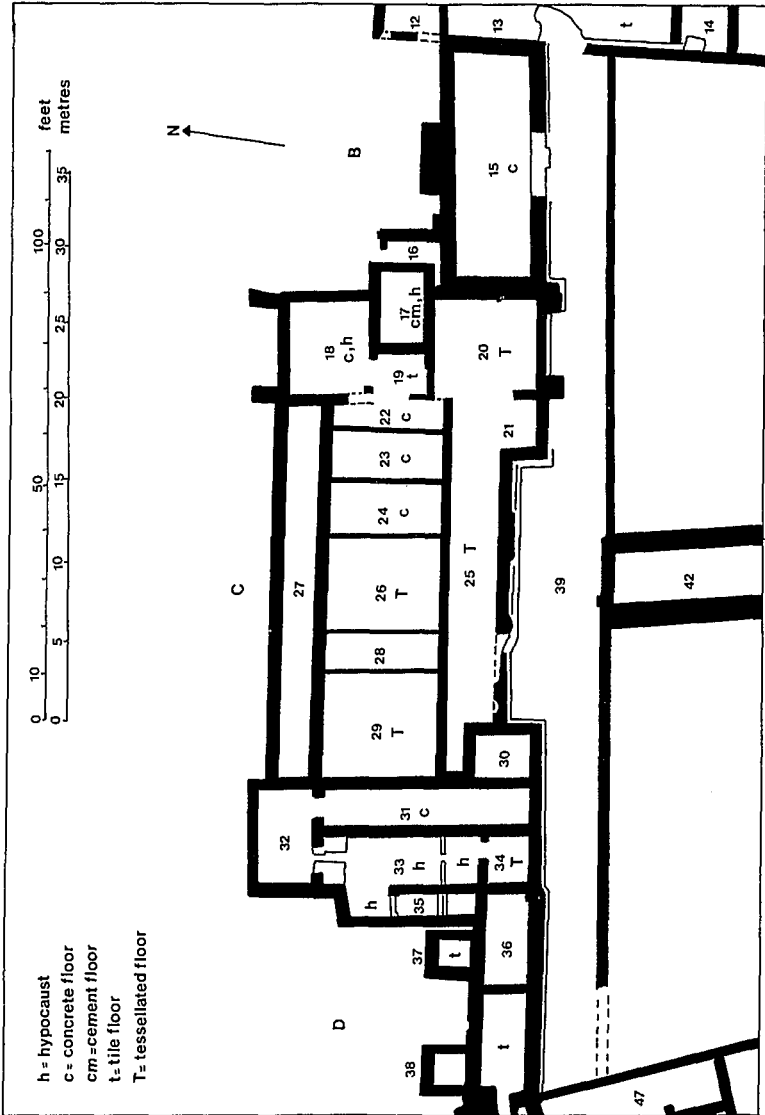 h = hypocaust
c = concrete floor
cm = cement floor
t = tile floor
T = tessellated floor
0 10 50 100 feet
0 5 10 15 20 25 30 35 metres
N
B
C
D
12
13
t
14
15
c
16
17
cm,h
18
c,h
19
t
20
T
21
22
c
23
c
24
c
25
T
26
T
27
28
29
T
30
31
c
32
33
h
h
h
34
T
35
36
37
t
38
t
39
42
47